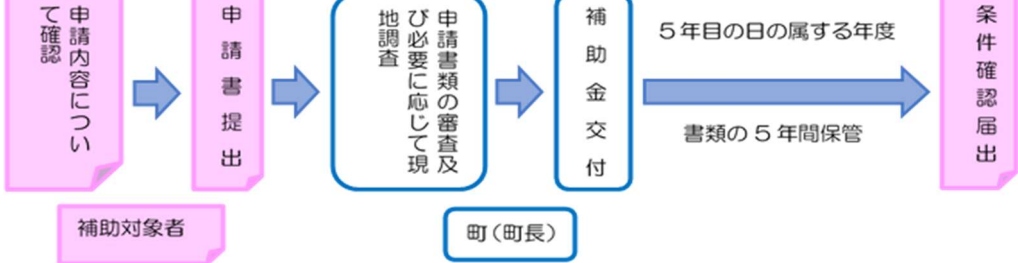 申請内容につい
て確認
申請書提出
申請書類の審査及
び必要に応じて現
地調査
補助金交付
5年目の日の属する年度
書類の5年間保管
条件確認届出
補助対象者
町(町長)